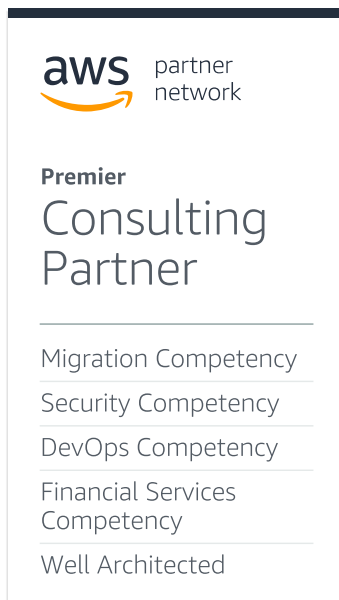 aws
partner
network
Premier
Consulting
Partner
Migration Competency
Security Competency
DevOps Competency
Financial Services
Competency
Well Architected